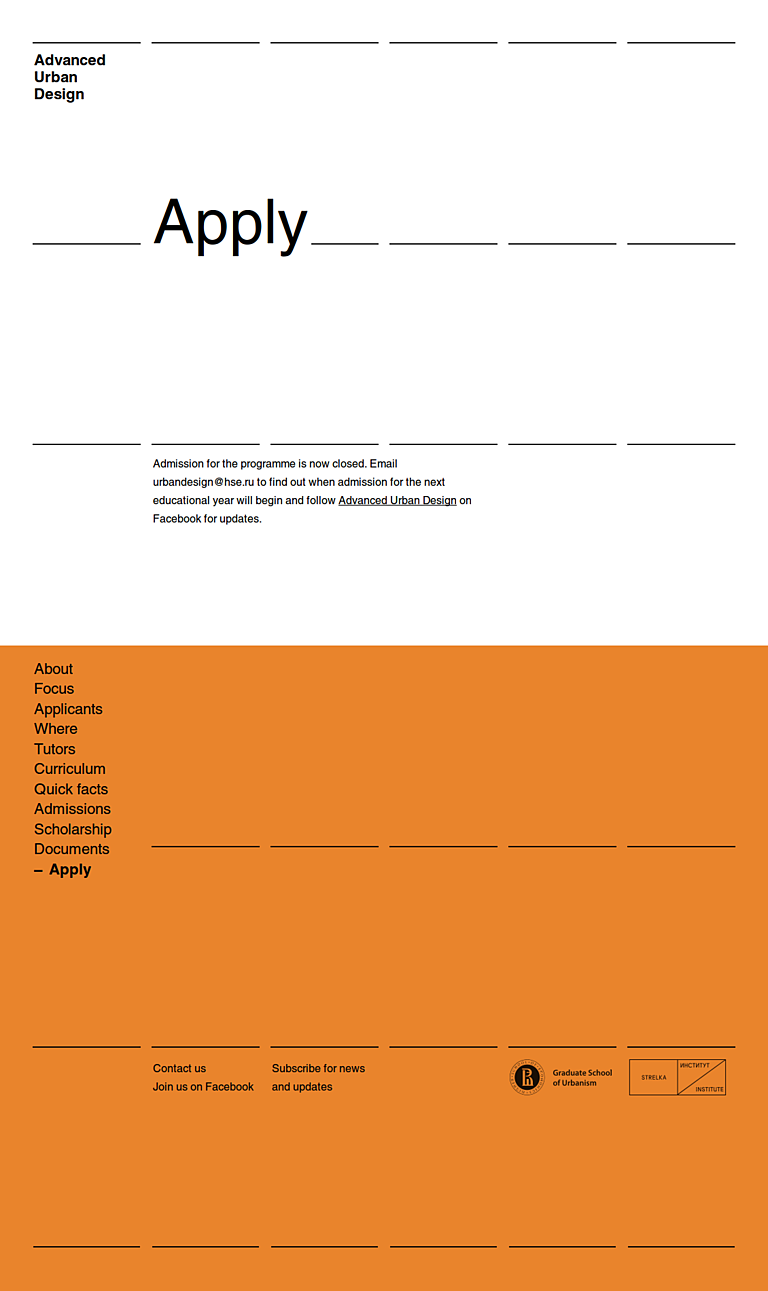 Advanced
Urban
Design
Apply
Admission for the programme is now closed. Email
urbandesign@hse.ru to find out when admission for the next
educational year will begin and follow Advanced Urban Design on
Facebook for updates.
About
Focus
Applicants
Where
Tutors
Curriculum
Quick facts
Admissions
Scholarship
Documents
– Apply
Contact us
Join us on Facebook
Subscribe for news
and updates
Graduate School
of Urbanism
STRELKA
ИНСТИТУТ
INSTITUTE